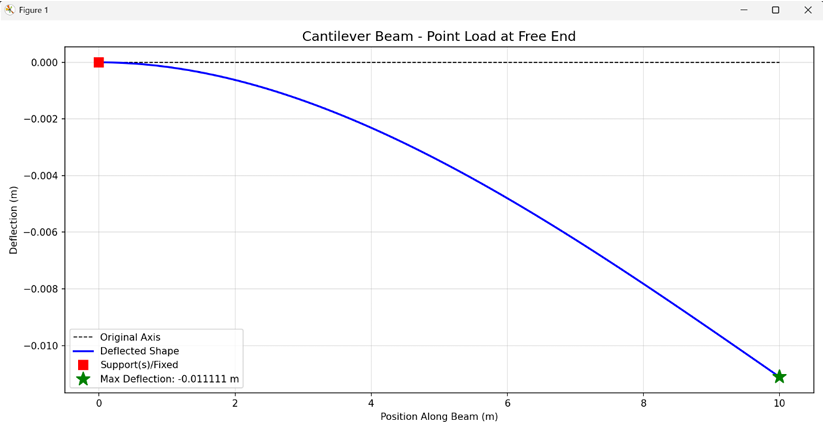 Figure 1
Cantilever Beam - Point Load at Free End
0.000
−0.002
−0.004
−0.006
−0.008
−0.010
Deflection (m)
Original Axis
Deflected Shape
Support(s)/Fixed
Max Deflection: -0.011111 m
0 2 4 6 8 10
Position Along Beam (m)